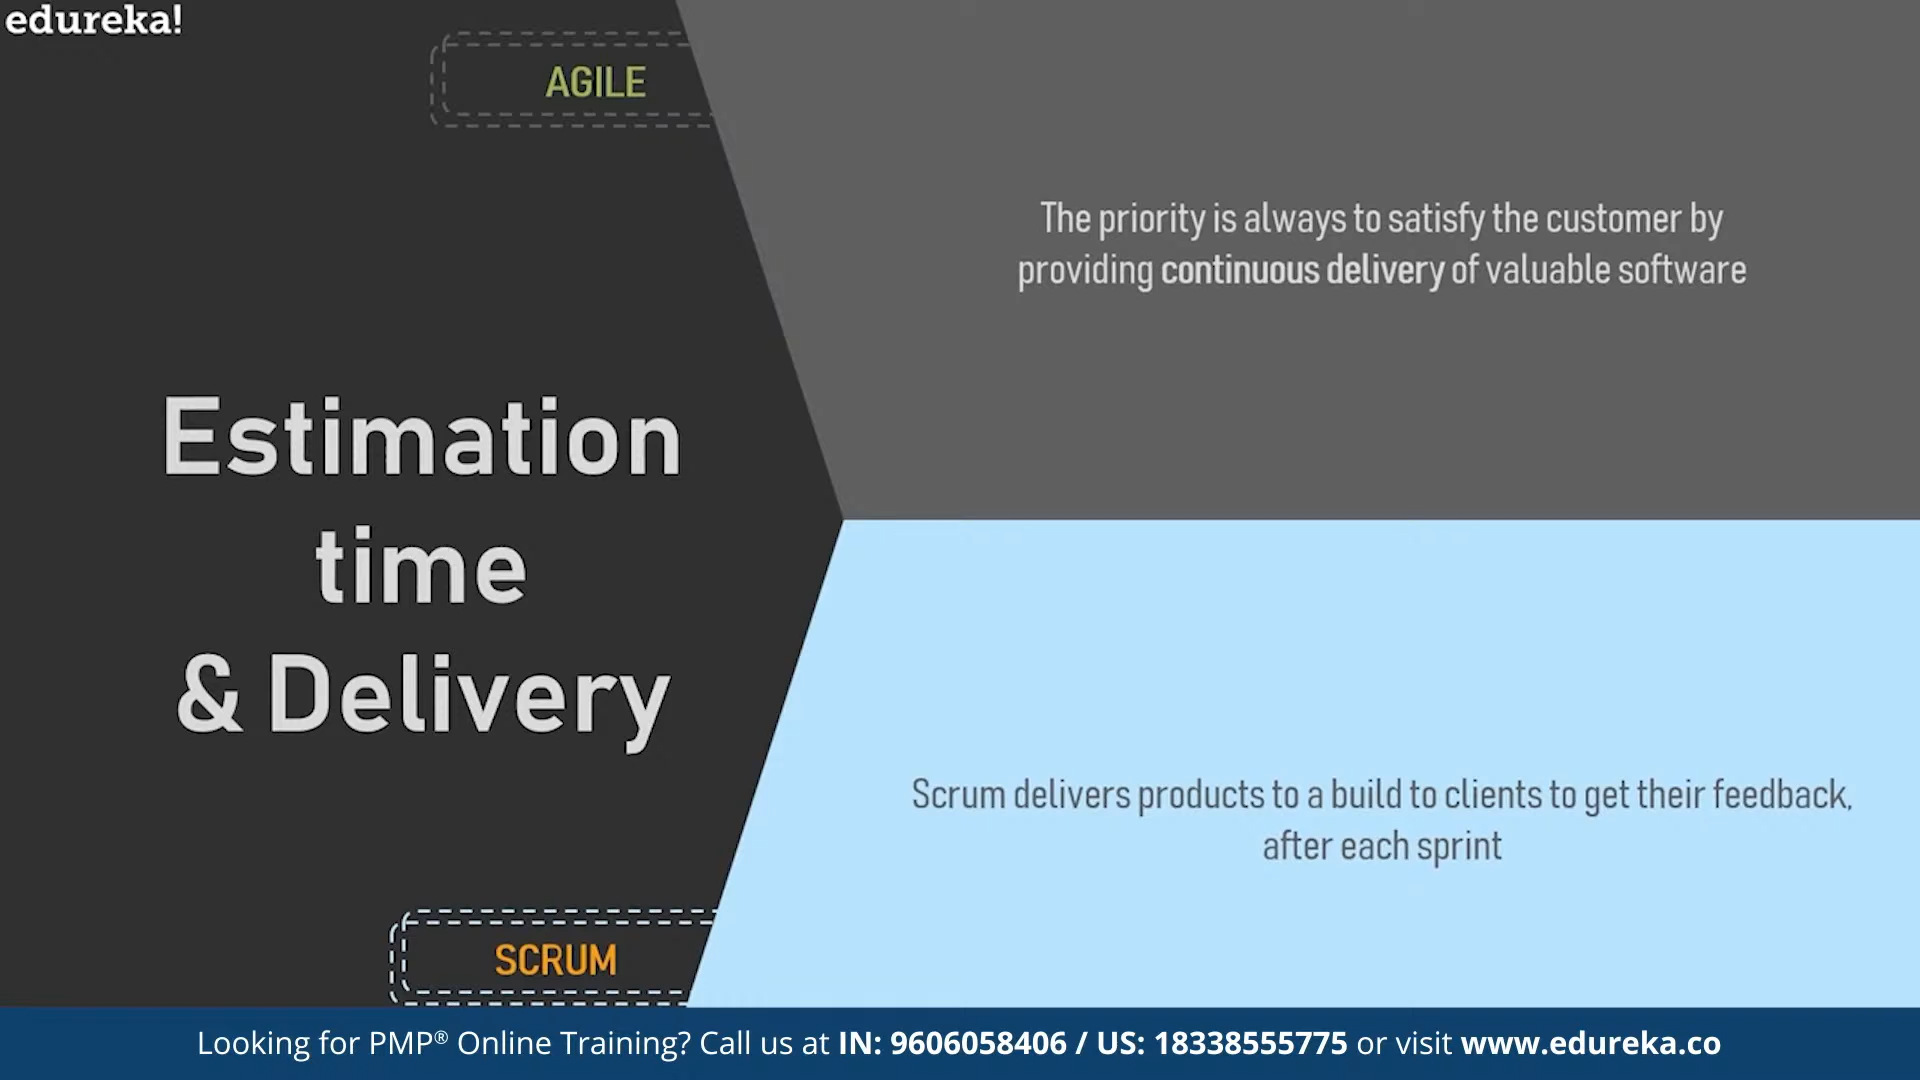 edureka!
AGILE
The priority is always to satisfy the customer by
providing continuous delivery of valuable software
Estimation
time
& Delivery
Scrum delivers products to a build to clients to get their feedback,
after each sprint
SCRUM
Looking for PMP® Online Training? Call us at IN: 9606058406 / US: 18338555775 or visit www.edureka.co